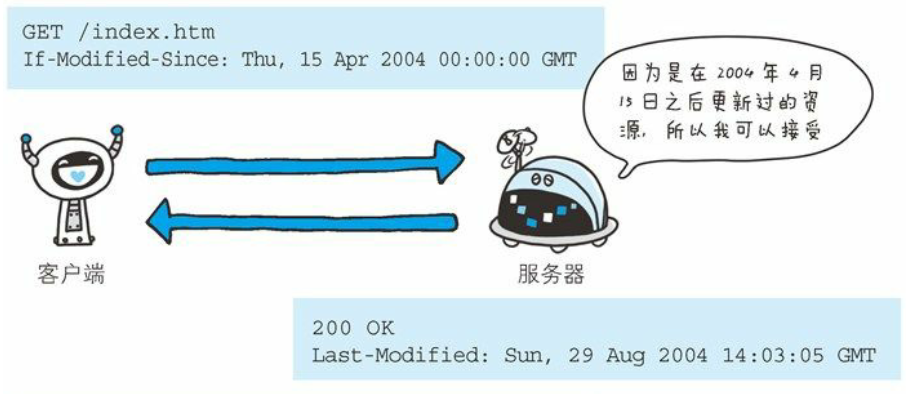 GET /index.htm
If-Modified-Since: Thu, 15 Apr 2004 00:00:00 GMT
因为是在 2004 年 4 月
15 日之后更新过的资
源，所以我可以接受
客户端
服务器
200 OK
Last-Modified: Sun, 29 Aug 2004 14:03:05 GMT